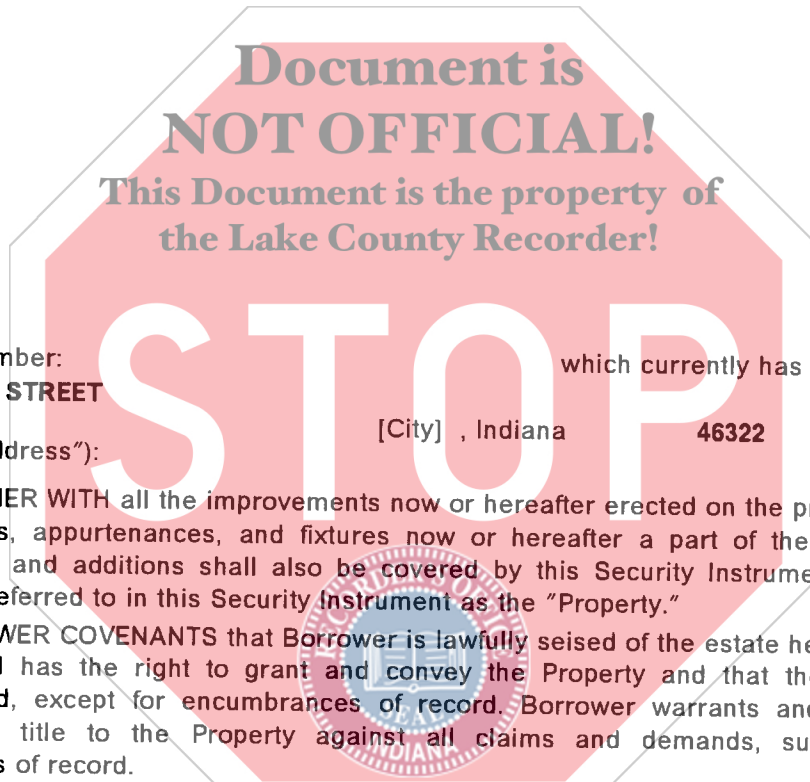 Document is
NOT OFFICIAL!
This Document is the property of
the Lake County Recorder!
STOP
mber:
which currently has
STREET
[City] , Indiana 46322
ddress"):
ER WITH all the improvements now or hereafter erected on the pr
s, appurtenances, and fixtures now or hereafter a part of the
and additions shall also be covered by this Security Instrume
eferred to in this Security Instrument as the "Property."
WER COVENANTS that Borrower is lawfully seised of the estate he
d has the right to grant and convey the Property and that the
d, except for encumbrances of record. Borrower warrants and
title to the Property against all claims and demands, su
s of record.
SEAL
INDIANA